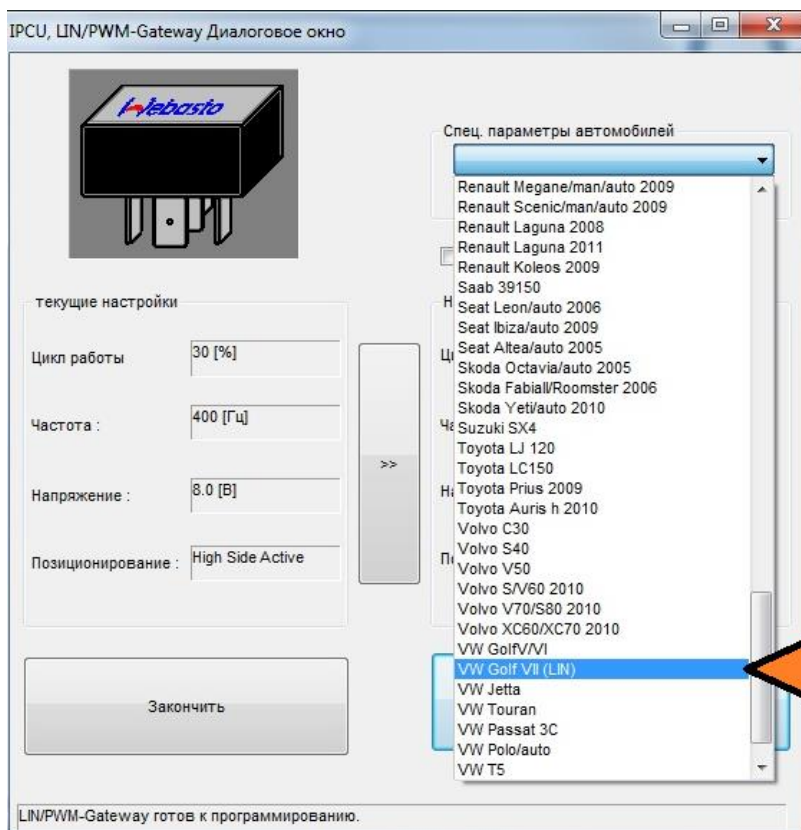 IPCU, LIN/PWM-Gateway Диалоговое окно
Webasto
Спец. параметры автомобилей
Renault Megane/man/auto 2009
Renault Scenic/man/auto 2009
Renault Laguna 2008
Renault Laguna 2011
Renault Koleos 2009
Saab 39150
Seat Leon/auto 2006
Seat Ibiza/auto 2009
Seat Altea/auto 2005
Skoda Octavia/auto 2005
Skoda FabiaII/Roomster 2006
Skoda Yeti/auto 2010
Suzuki SX4
Toyota LJ 120
Toyota LC150
Toyota Prius 2009
Toyota Auris h 2010
Volvo C30
Volvo S40
Volvo V50
Volvo S/V60 2010
Volvo V70/S80 2010
Volvo XC60/XC70 2010
VW GolfV/VI
VW Golf VII (LIN)
VW Jetta
VW Touran
VW Passat 3C
VW Polo/auto
VW T5
текущие настройки
Цикл работы 30 [%]
Частота : 400 [Гц]
Напряжение : 8.0 [В]
Позиционирование : High Side Active
>>
Закончить
LIN/PWM-Gateway готов к программированию.